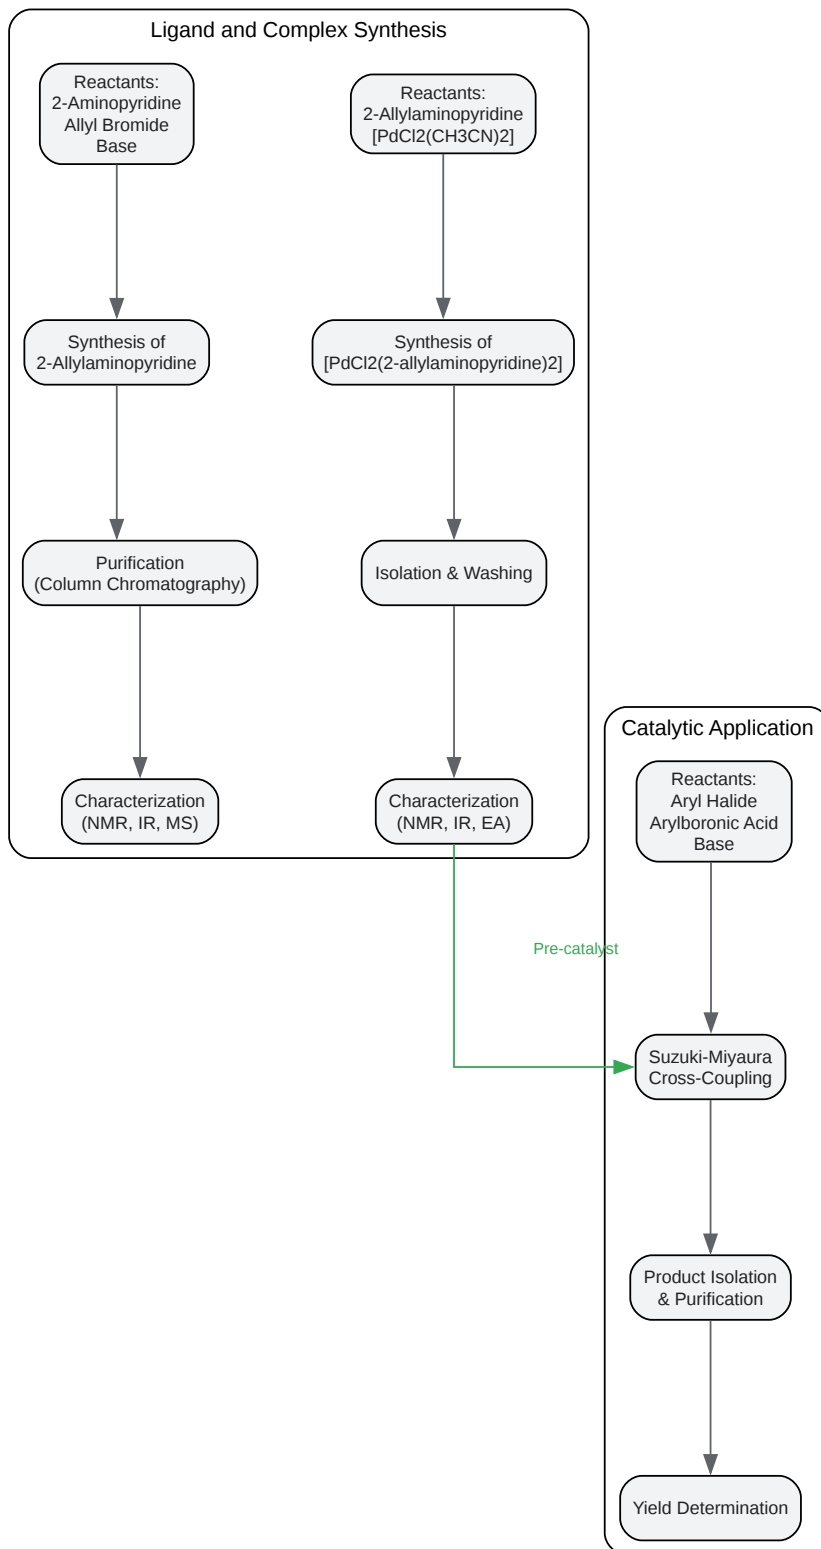 Ligand and Complex Synthesis
Reactants:
2-Aminopyridine
Allyl Bromide
Base
Reactants:
2-Allylaminopyridine
[PdCl2(CH3CN)2]
Synthesis of
2-Allylaminopyridine
Synthesis of
[PdCl2(2-allylaminopyridine)2]
Purification
(Column Chromatography)
Isolation & Washing
Characterization
(NMR, IR, MS)
Characterization
(NMR, IR, EA)
Catalytic Application
Reactants:
Aryl Halide
Arylboronic Acid
Base
Pre-catalyst
Suzuki-Miyaura
Cross-Coupling
Product Isolation
& Purification
Yield Determination